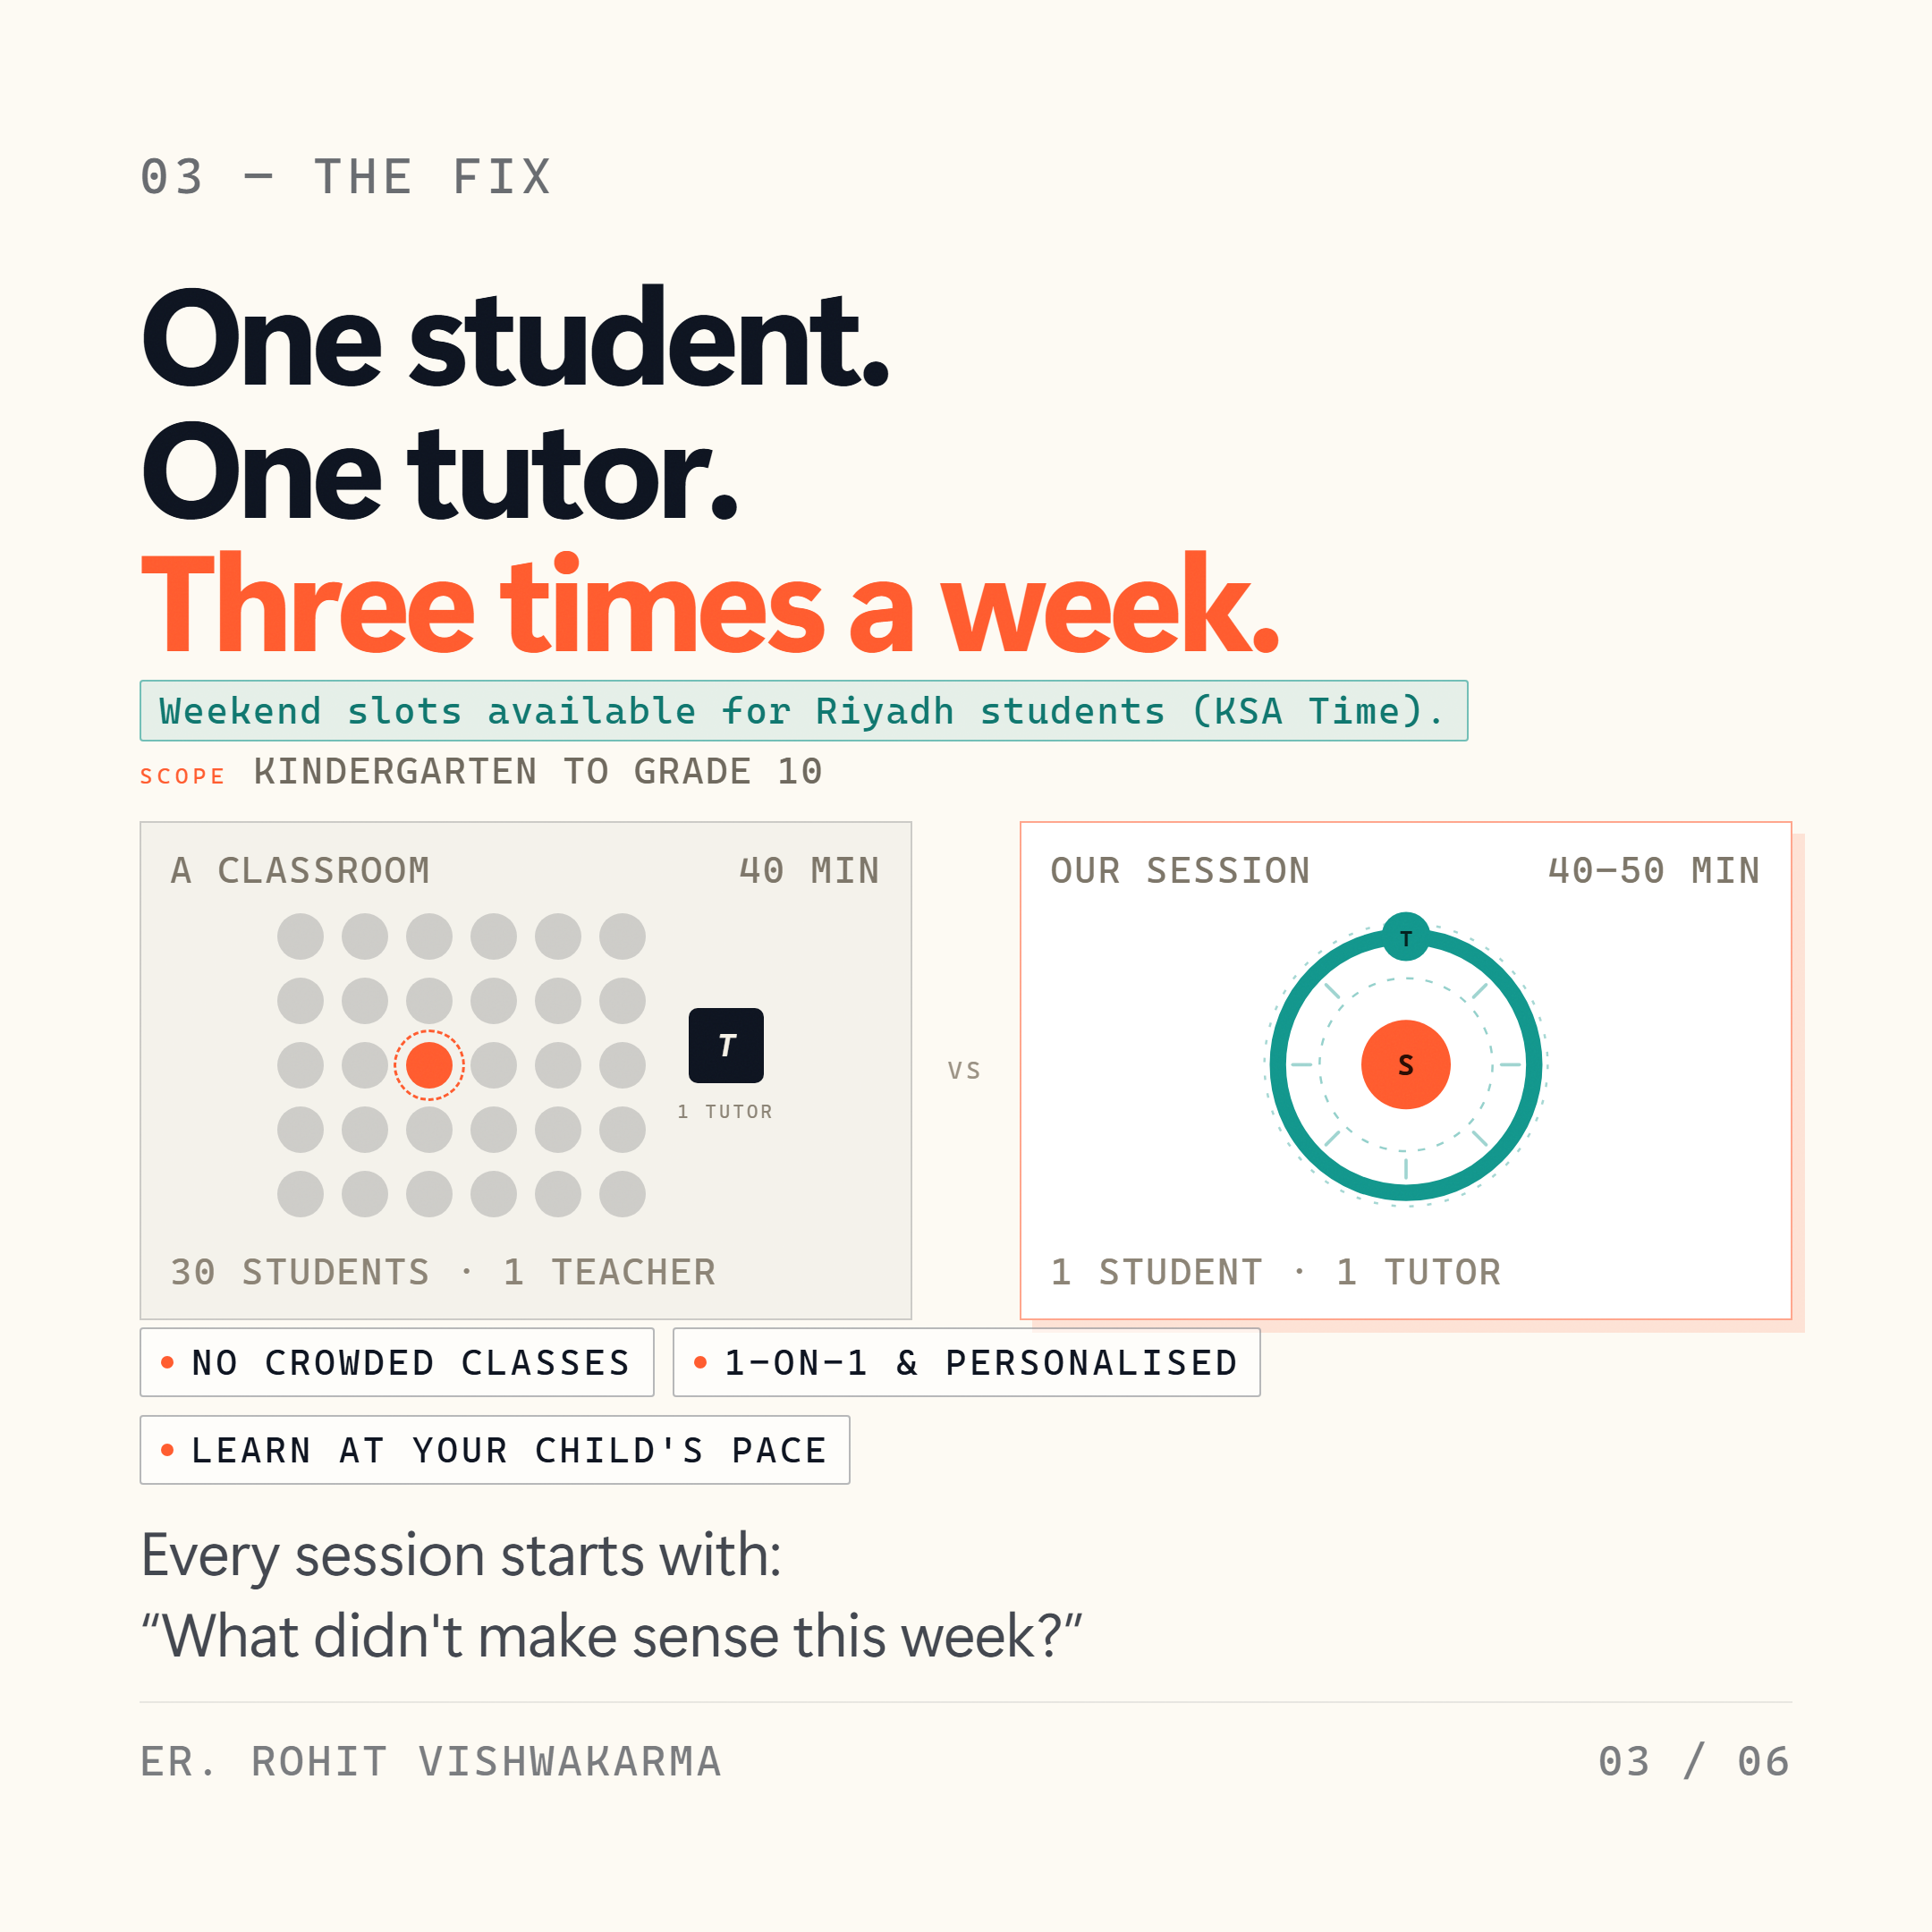 03 — THE FIX
One student.
One tutor.
Three times a week.
Weekend slots available for Riyadh students (KSA Time).
SCOPE KINDERGARTEN TO GRADE 10
A CLASSROOM 40 MIN
T
1 TUTOR
30 STUDENTS · 1 TEACHER
VS
OUR SESSION 40–50 MIN
T
S
1 STUDENT · 1 TUTOR
NO CROWDED CLASSES
1-ON-1 & PERSONALISED
LEARN AT YOUR CHILD'S PACE
Every session starts with:
“What didn't make sense this week?”
ER. ROHIT VISHWAKARMA 03 / 06